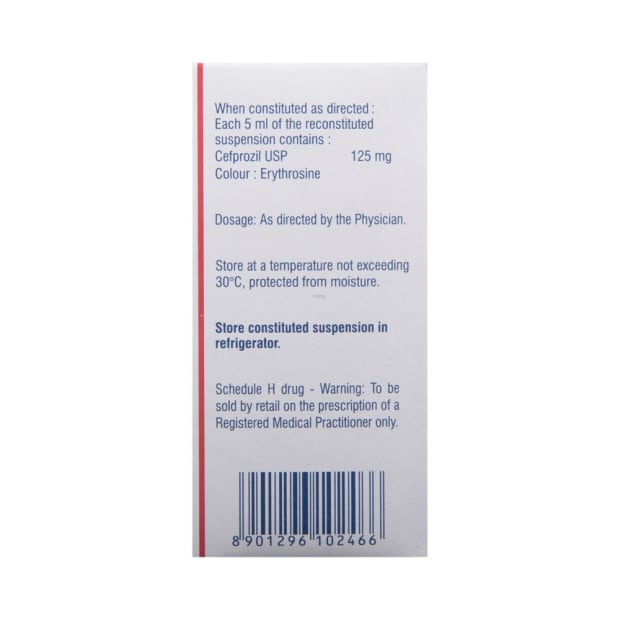 When constituted as directed :
Each 5 ml of the reconstituted
suspension contains :
Cefprozil USP 125 mg
Colour : Erythrosine
Dosage: As directed by the Physician.
Store at a temperature not exceeding
30°C, protected from moisture.
Store constituted suspension in
refrigerator.
Schedule H drug - Warning: To be
sold by retail on the prescription of a
Registered Medical Practitioner only.
8 901296 102466